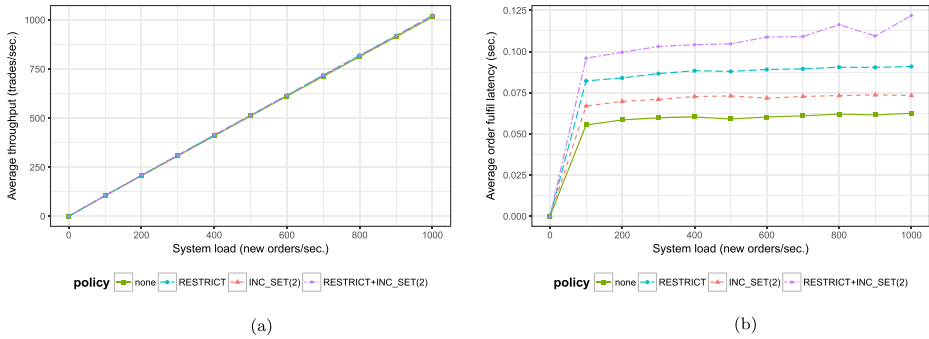 Average throughput (trades/sec.)
1000
750
500
250
0
0 200 400 600 800 1000
System load (new orders/sec.)
policy none RESTRICT INC_SET(2) RESTRICT+INC_SET(2)
(a)
Average order fulfill latency (sec.)
0.125
0.100
0.075
0.050
0.025
0.000
0 200 400 600 800 1000
System load (new orders/sec.)
policy none RESTRICT INC_SET(2) RESTRICT+INC_SET(2)
(b)